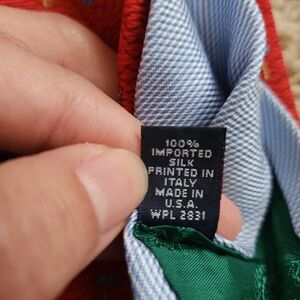 100%
IMPORTED
SILK
PRINTED IN
ITALY
MADE IN
U.S.A.
WPL 2831